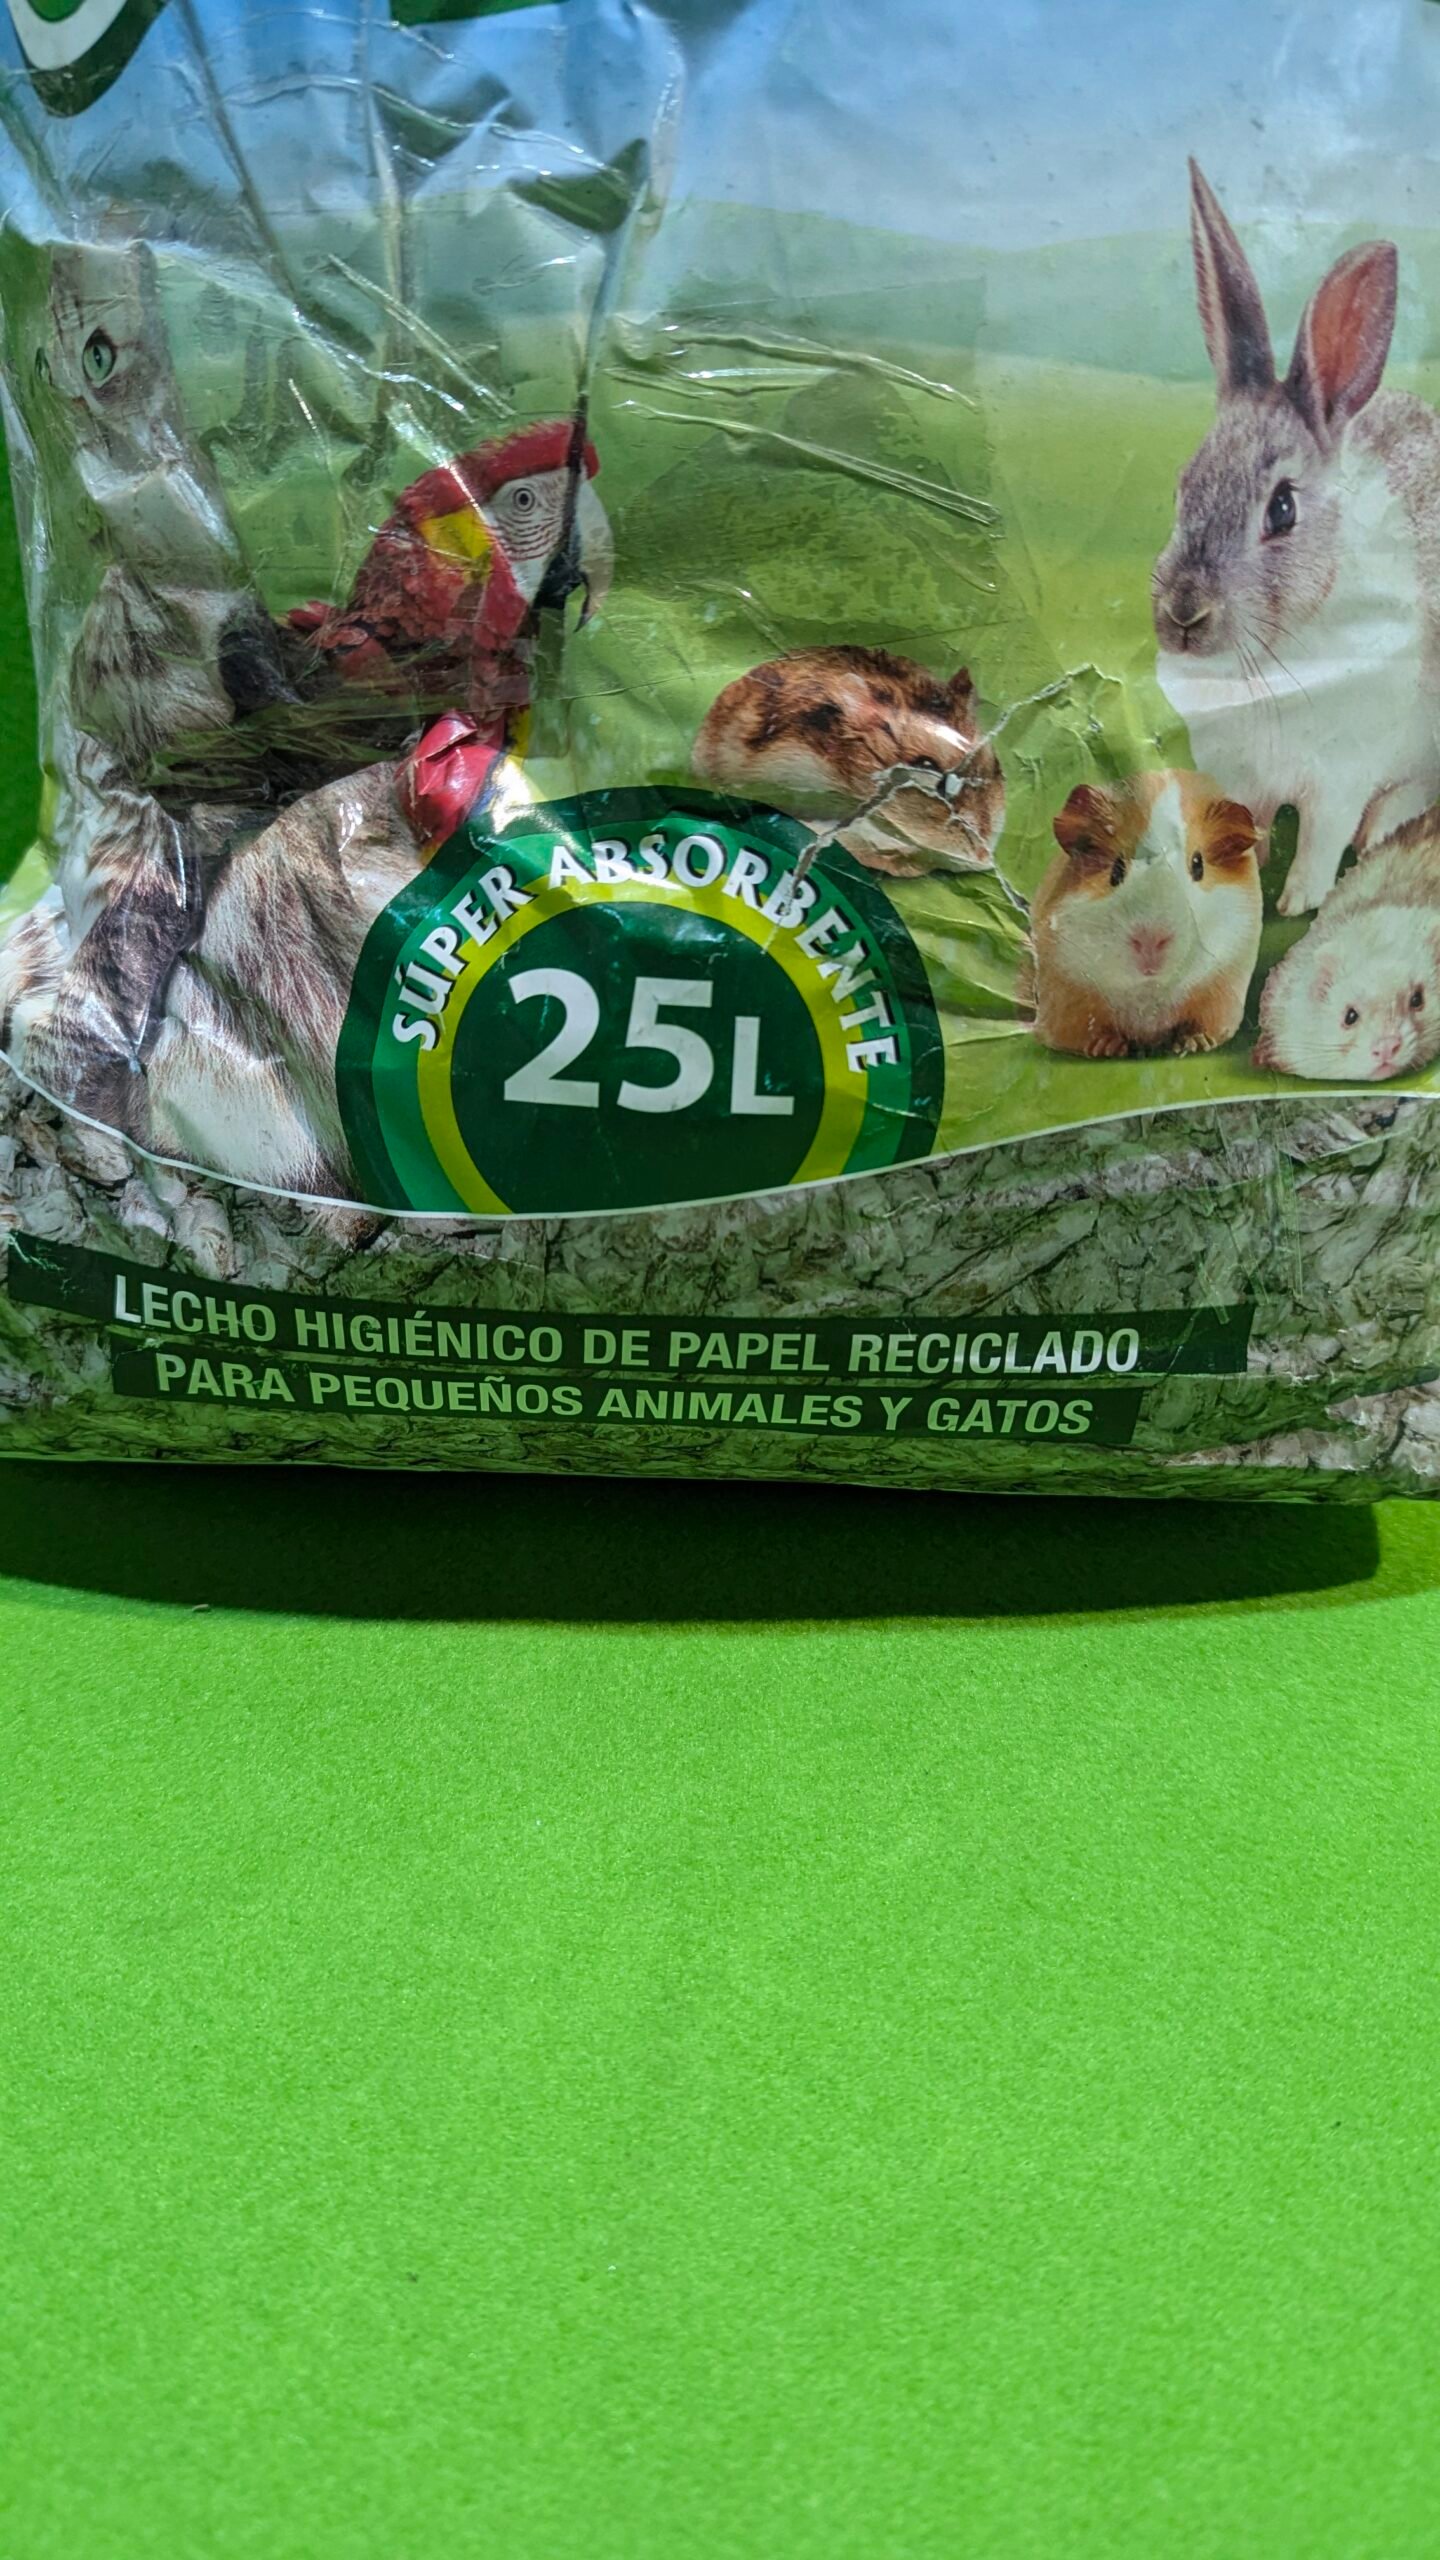 SÚPER ABSORBENTE
25L
LECHO HIGIÉNICO DE PAPEL RECICLADO
PARA PEQUEÑOS ANIMALES Y GATOS